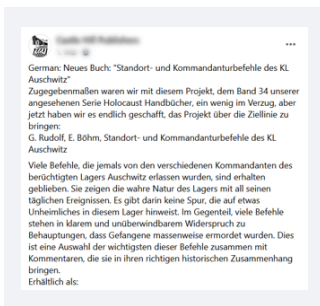 German: Neues Buch: "Standort- und Kommandanturbefehle des KL
Auschwitz"
Zugegebenmaßen waren wir mit diesem Projekt, dem Band 34 unserer
angesehenen Serie Holocaust Handbücher, ein wenig im Verzug, aber
jetzt haben wir es endlich geschafft, das Projekt über die Ziellinie zu
bringen:
G. Rudolf, E. Böhm, Standort- und Kommandanturbefehle des KL
Auschwitz
Viele Befehle, die jemals von den verschiedenen Kommandanten des
berüchtigten Lagers Auschwitz erlassen wurden, sind erhalten
geblieben. Sie zeigen die wahre Natur des Lagers mit all seinen
täglichen Ereignissen. Es gibt darin keine Spur, die auf etwas
Unheimliches in diesem Lager hinweist. Im Gegenteil, viele Befehle
stehen in klarem und unüberwindbarem Widerspruch zu
Behauptungen, dass Gefangene massenweise ermordet wurden. Dies
ist eine Auswahl der wichtigsten dieser Befehle zusammen mit
Kommentaren, die sie in ihren richtigen historischen Zusammenhang
bringen.
Erhältlich als: